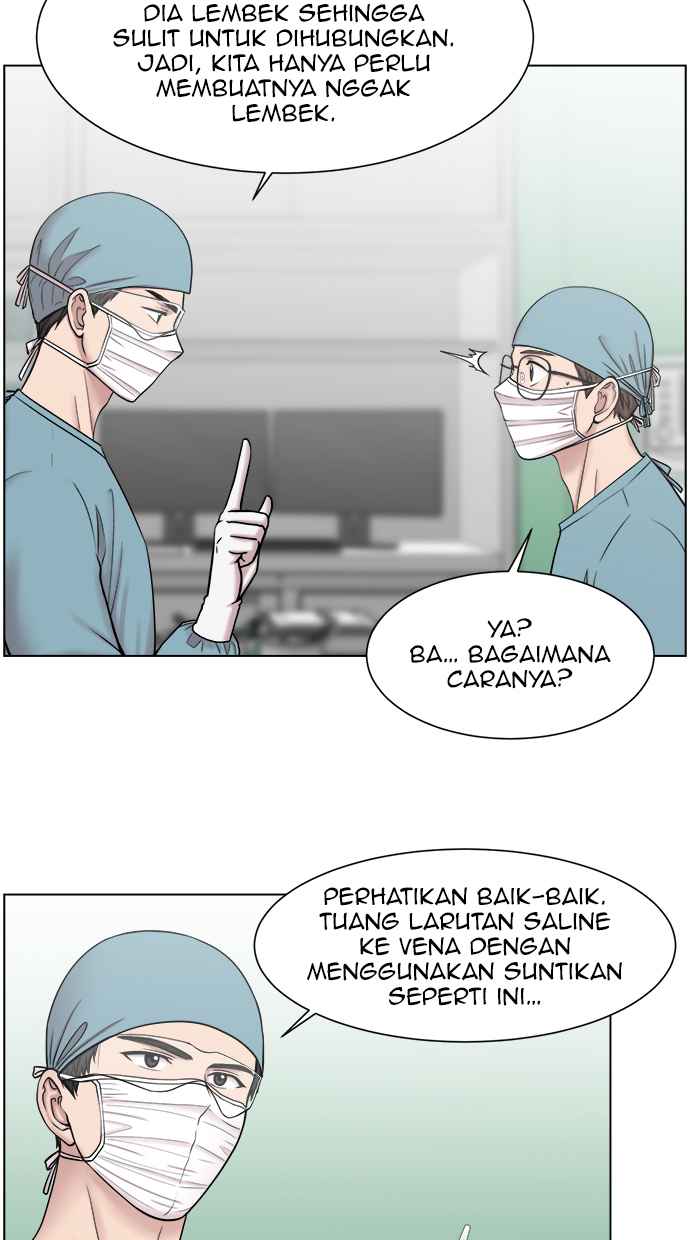 DIA LEMBEK SEHINGGA
SULIT UNTUK DIHUBUNGKAN.
JADI, KITA HANYA PERLU
MEMBUATNYA NGGAK
LEMBEK.
YA?
BA... BAGAIMANA
CARANYA?
PERHATIKAN BAIK-BAIK.
TUANG LARUTAN SALINE
KE VENA DENGAN
MENGGUNAKAN SUNTIKAN
SEPERTI INI...